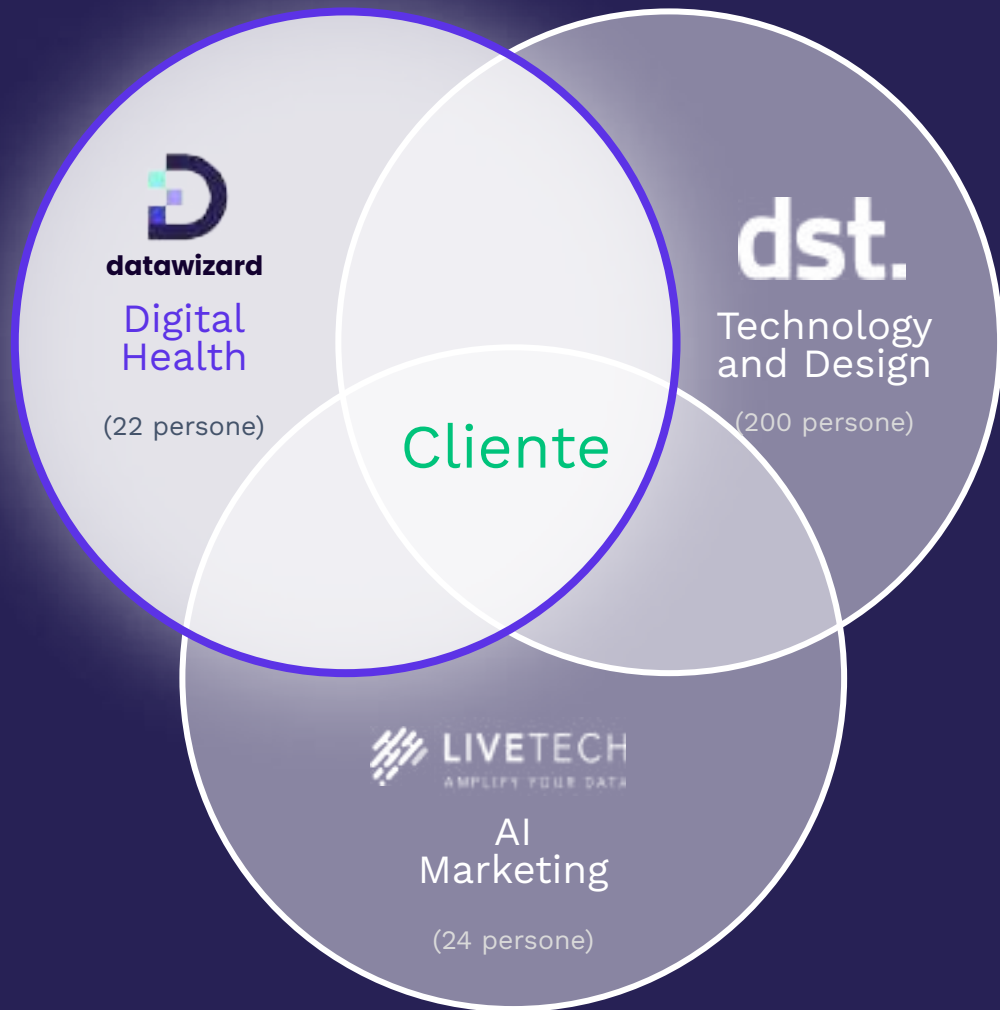 datawizard
Digital
Health
(22 persone)
dst.
Technology
and Design
(200 persone)
Cliente
LIVETECH
AMPLIFY YOUR DATA
AI
Marketing
(24 persone)